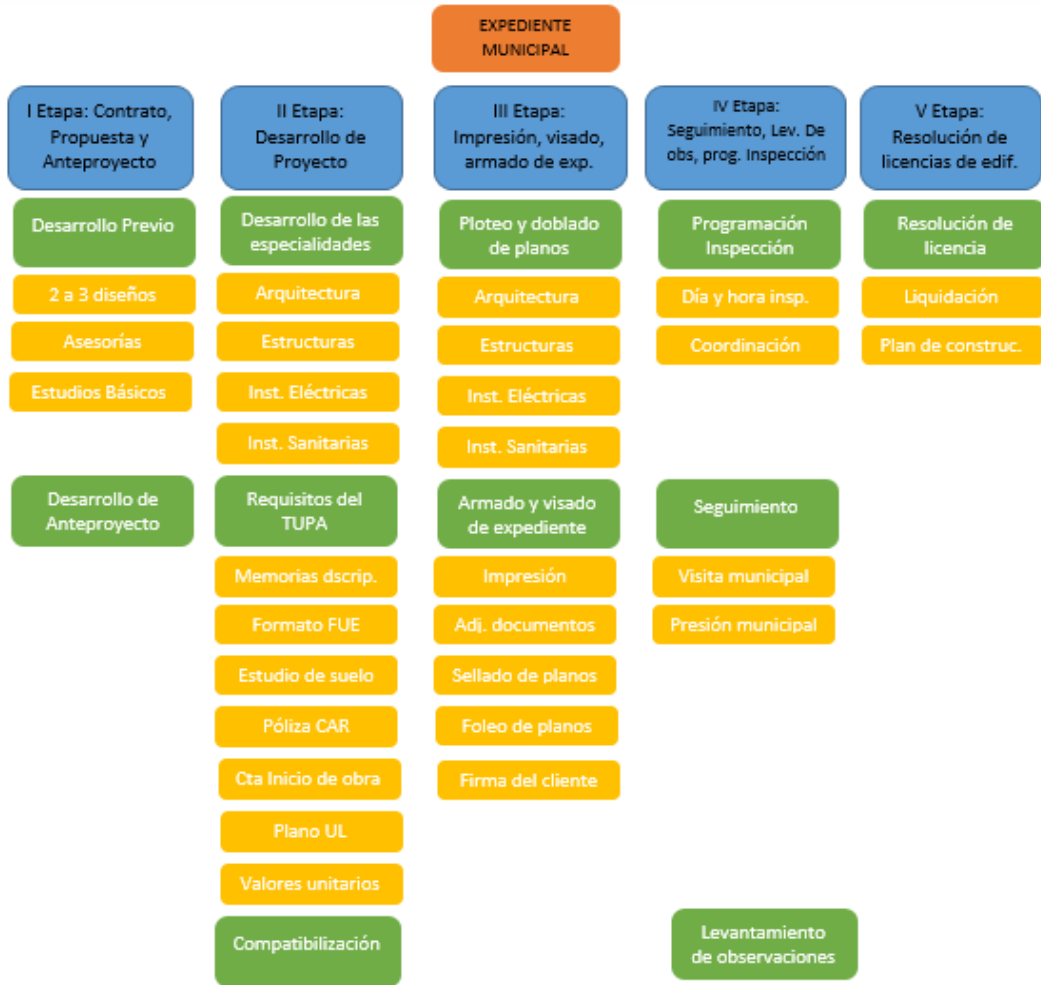 EXPEDIENTE
MUNICIPAL
I Etapa: Contrato,
Propuesta y
Anteproyecto
II Etapa:
Desarrollo de
Proyecto
III Etapa:
Impresión, visado,
armado de exp.
IV Etapa:
Seguimiento, Lev. De
obs, prog. Inspección
V Etapa:
Resolución de
licencias de edif.
Desarrollo Previo
2 a 3 diseños
Asesorías
Estudios Básicos
Desarrollo de
Anteproyecto
Desarrollo de las
especialidades
Arquitectura
Estructuras
Inst. Eléctricas
Inst. Sanitarias
Requisitos del
TUPA
Memorias dscrip.
Formato FUE
Estudio de suelo
Póliza CAR
Cta Inicio de obra
Plano UL
Valores unitarios
Compatibilización
Ploteo y doblado
de planos
Arquitectura
Estructuras
Inst. Eléctricas
Inst. Sanitarias
Armado y visado
de expediente
Impresión
Adj. documentos
Sellado de planos
Foleo de planos
Firma del cliente
Programación
Inspección
Día y hora insp.
Coordinación
Seguimiento
Visita municipal
Presión municipal
Levantamiento
de observaciones
Resolución de
licencia
Liquidación
Plan de construc.